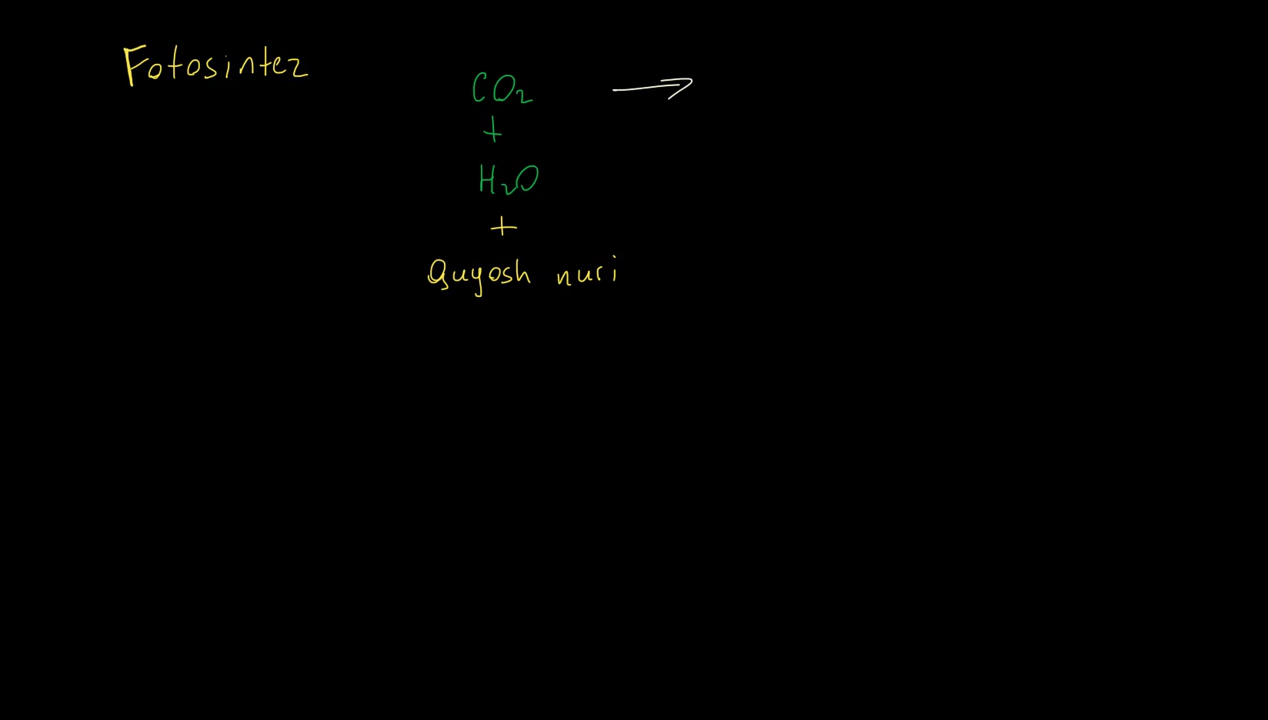 Fotosintez
CO₂ →
+
H₂O
+
Quyosh nuri